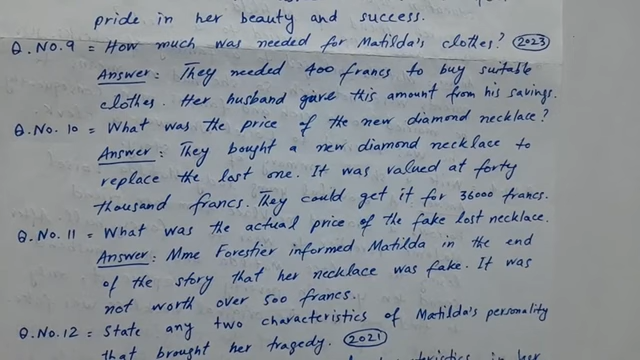 pride in her beauty and success.
Q.No.9 = How much was needed for Matilda's clothes? 2023
Answer: They needed 400 francs to buy suitable
clothes. Her husband gave this amount from his savings.
Q.No. 10 = What was the price of the new diamond necklace?
Answer: They bought a new diamond necklace to
replace the lost one. It was valued at forty
thousand francs. They could get it for 36000 francs.
Q.No. 11 = What was the actual price of the fake lost necklace.
Answer: Mme Forestier informed Matilda in the end
of the story that her necklace was fake. It was
not worth over 500 francs.
Q.No.12 = State any two characteristics of Matilda's personality
that brought her tragedy. 2021
characteristics in her